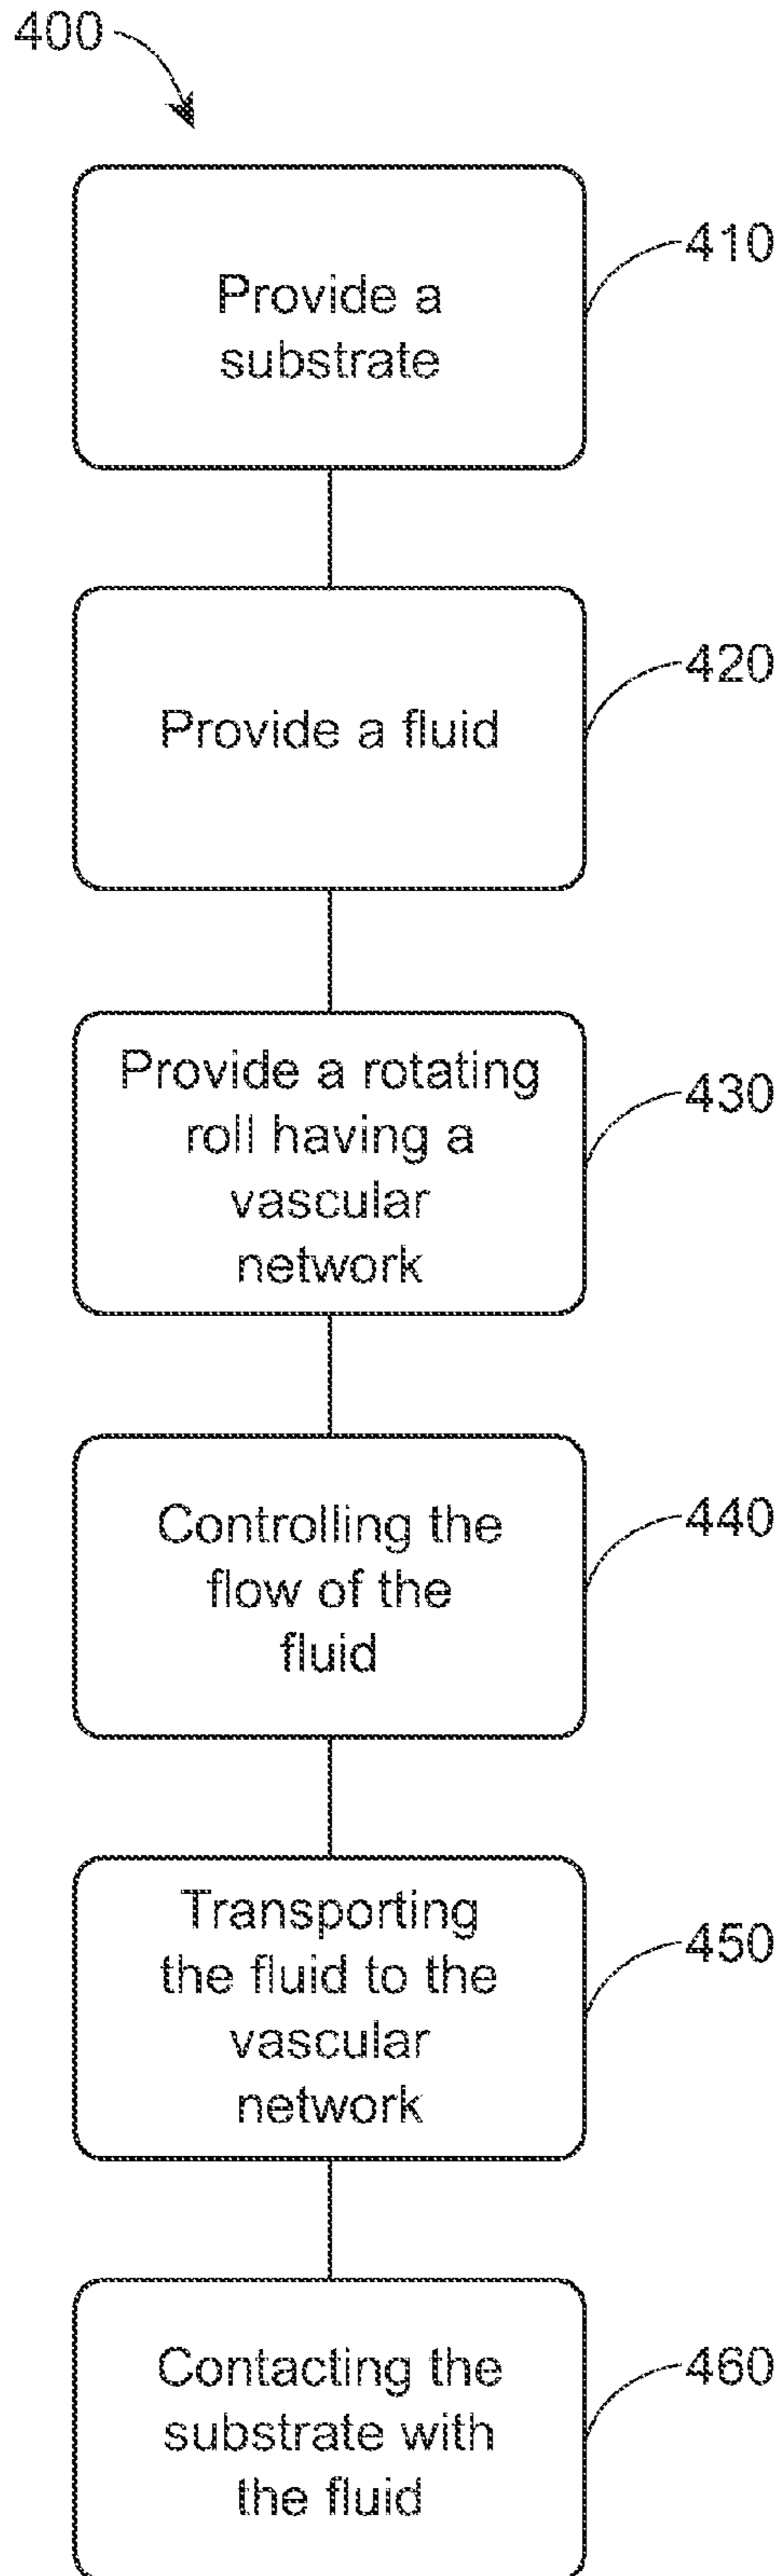 400
Provide a
substrate
410
Provide a fluid
420
Provide a rotating
roll having a
vascular
network
430
Controlling the
flow of the
fluid
440
Transporting
the fluid to the
vascular
network
450
Contacting the
substrate with
the fluid
460